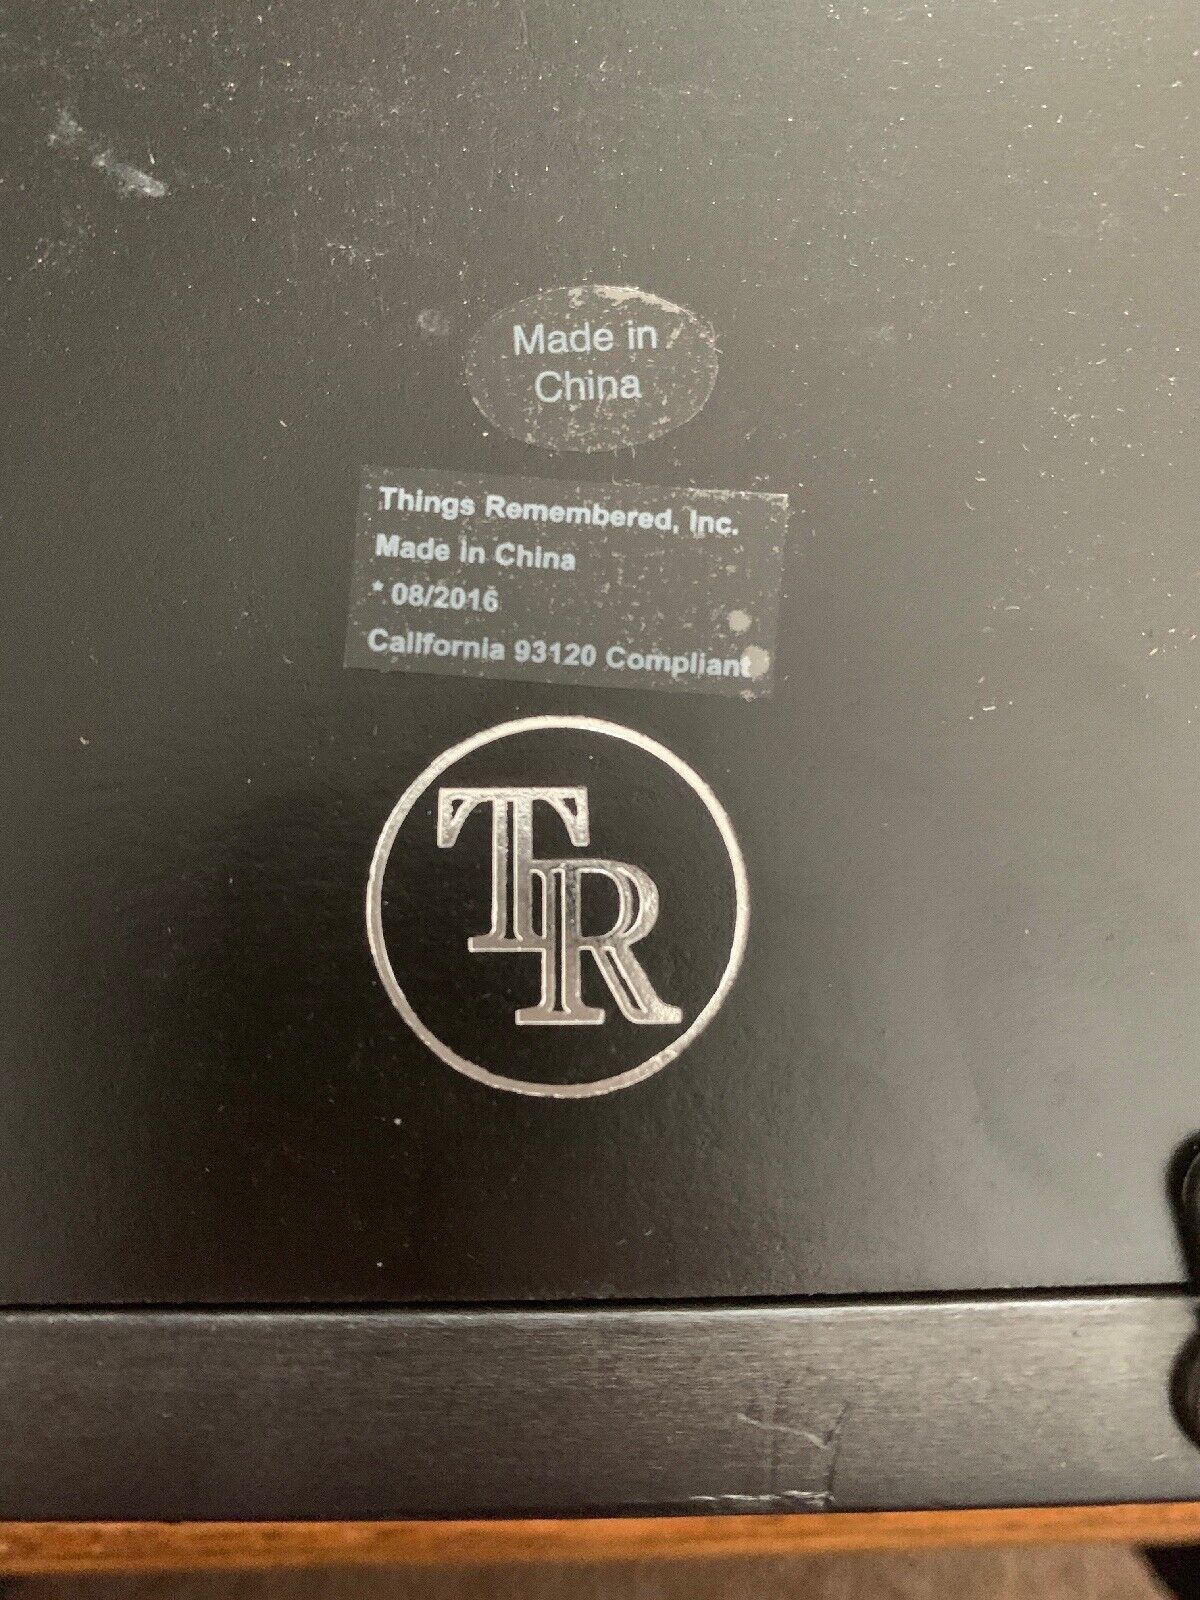 Made in
China
Things Remembered, Inc.
Made in China
* 08/2016
California 93120 Compliant
TR